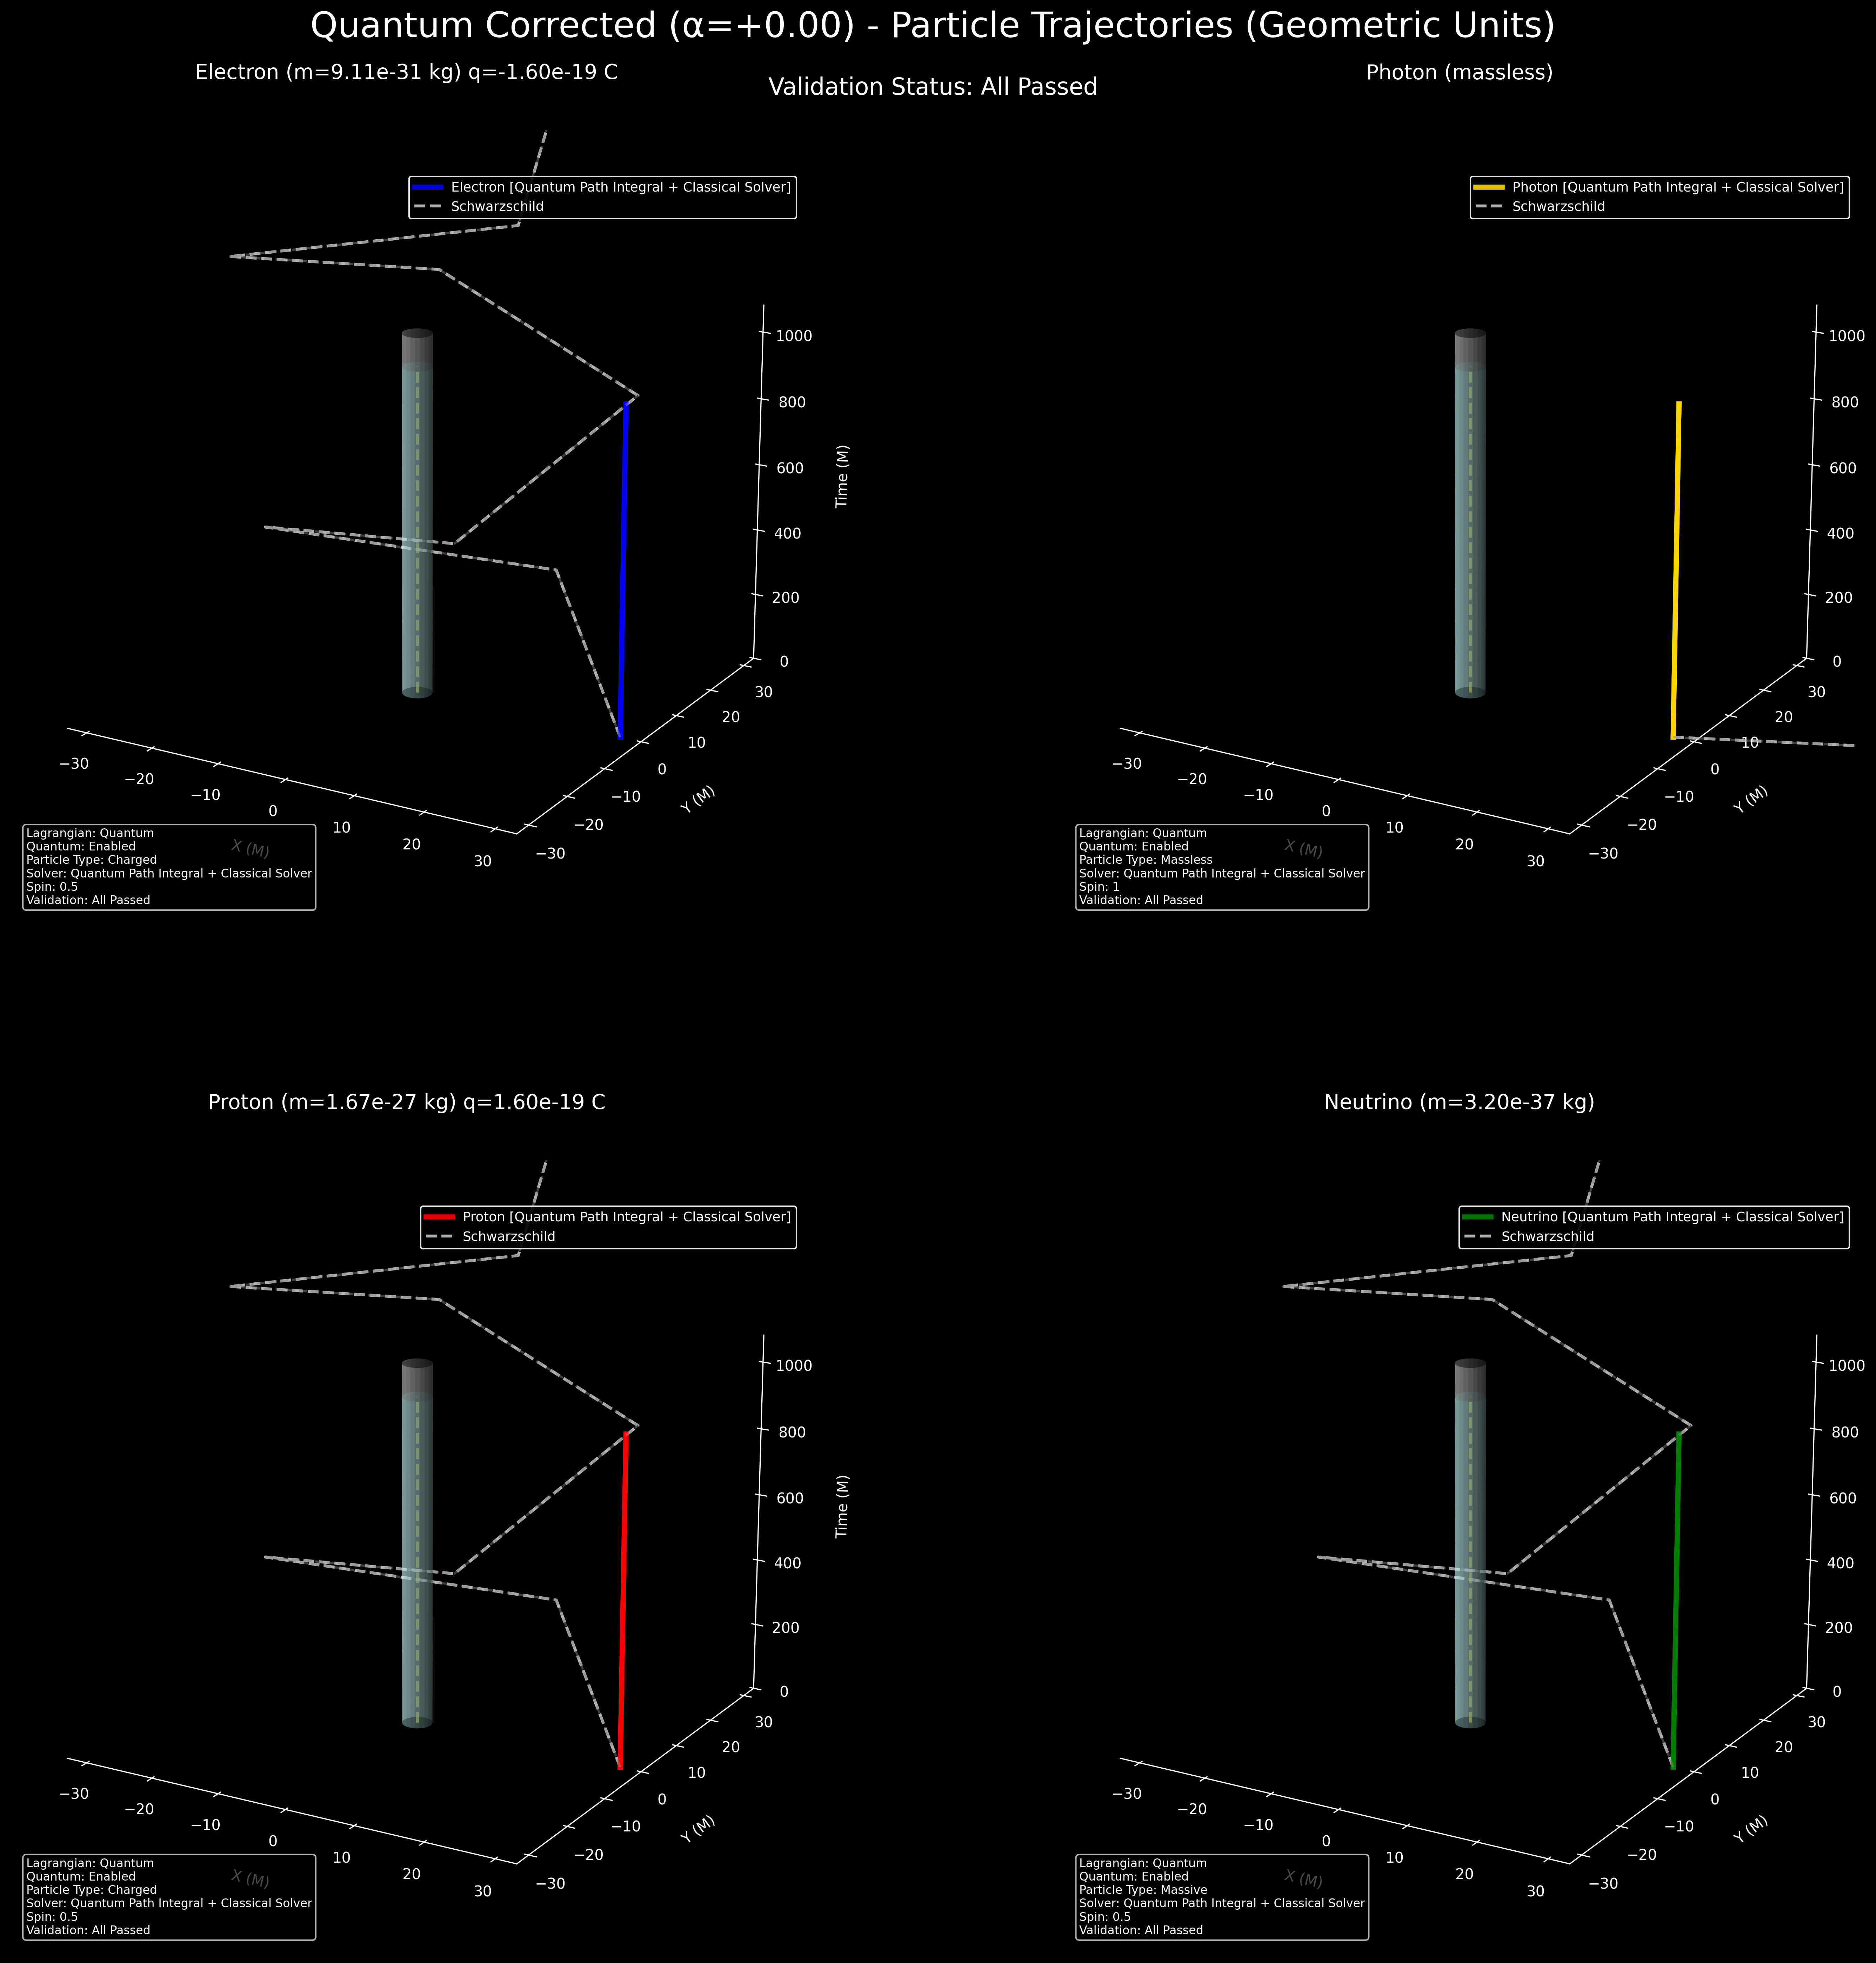 Quantum Corrected (α=+0.00) - Particle Trajectories (Geometric Units)
Validation Status: All Passed
Electron (m=9.11e-31 kg) q=-1.60e-19 C
Electron [Quantum Path Integral + Classical Solver]
Schwarzschild
1000
800
600
400
200
0
Time (M)
30
20
10
0
−10
−20
−30
Y (M)
−30
−20
−10
0
10
20
30
X (M)
Lagrangian: Quantum
Quantum: Enabled
Particle Type: Charged
Solver: Quantum Path Integral + Classical Solver
Spin: 0.5
Validation: All Passed
Photon (massless)
Photon [Quantum Path Integral + Classical Solver]
Schwarzschild
1000
800
600
400
200
0
30
20
10
0
−10
−20
−30
Y (M)
−30
−20
−10
0
10
20
30
X (M)
Lagrangian: Quantum
Quantum: Enabled
Particle Type: Massless
Solver: Quantum Path Integral + Classical Solver
Spin: 1
Validation: All Passed
Proton (m=1.67e-27 kg) q=1.60e-19 C
Proton [Quantum Path Integral + Classical Solver]
Schwarzschild
1000
800
600
400
200
0
Time (M)
30
20
10
0
−10
−20
−30
Y (M)
−30
−20
−10
0
10
20
30
X (M)
Lagrangian: Quantum
Quantum: Enabled
Particle Type: Charged
Solver: Quantum Path Integral + Classical Solver
Spin: 0.5
Validation: All Passed
Neutrino (m=3.20e-37 kg)
Neutrino [Quantum Path Integral + Classical Solver]
Schwarzschild
1000
800
600
400
200
0
30
20
10
0
−10
−20
−30
Y (M)
−30
−20
−10
0
10
20
30
X (M)
Lagrangian: Quantum
Quantum: Enabled
Particle Type: Massive
Solver: Quantum Path Integral + Classical Solver
Spin: 0.5
Validation: All Passed